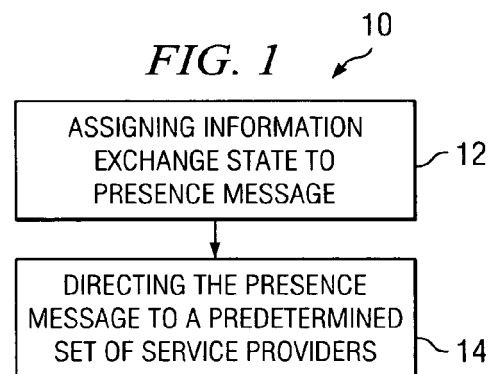 FIG. 1
10
ASSIGNING INFORMATION
EXCHANGE STATE TO
PRESENCE MESSAGE
12
DIRECTING THE PRESENCE
MESSAGE TO A PREDETERMINED
SET OF SERVICE PROVIDERS
14